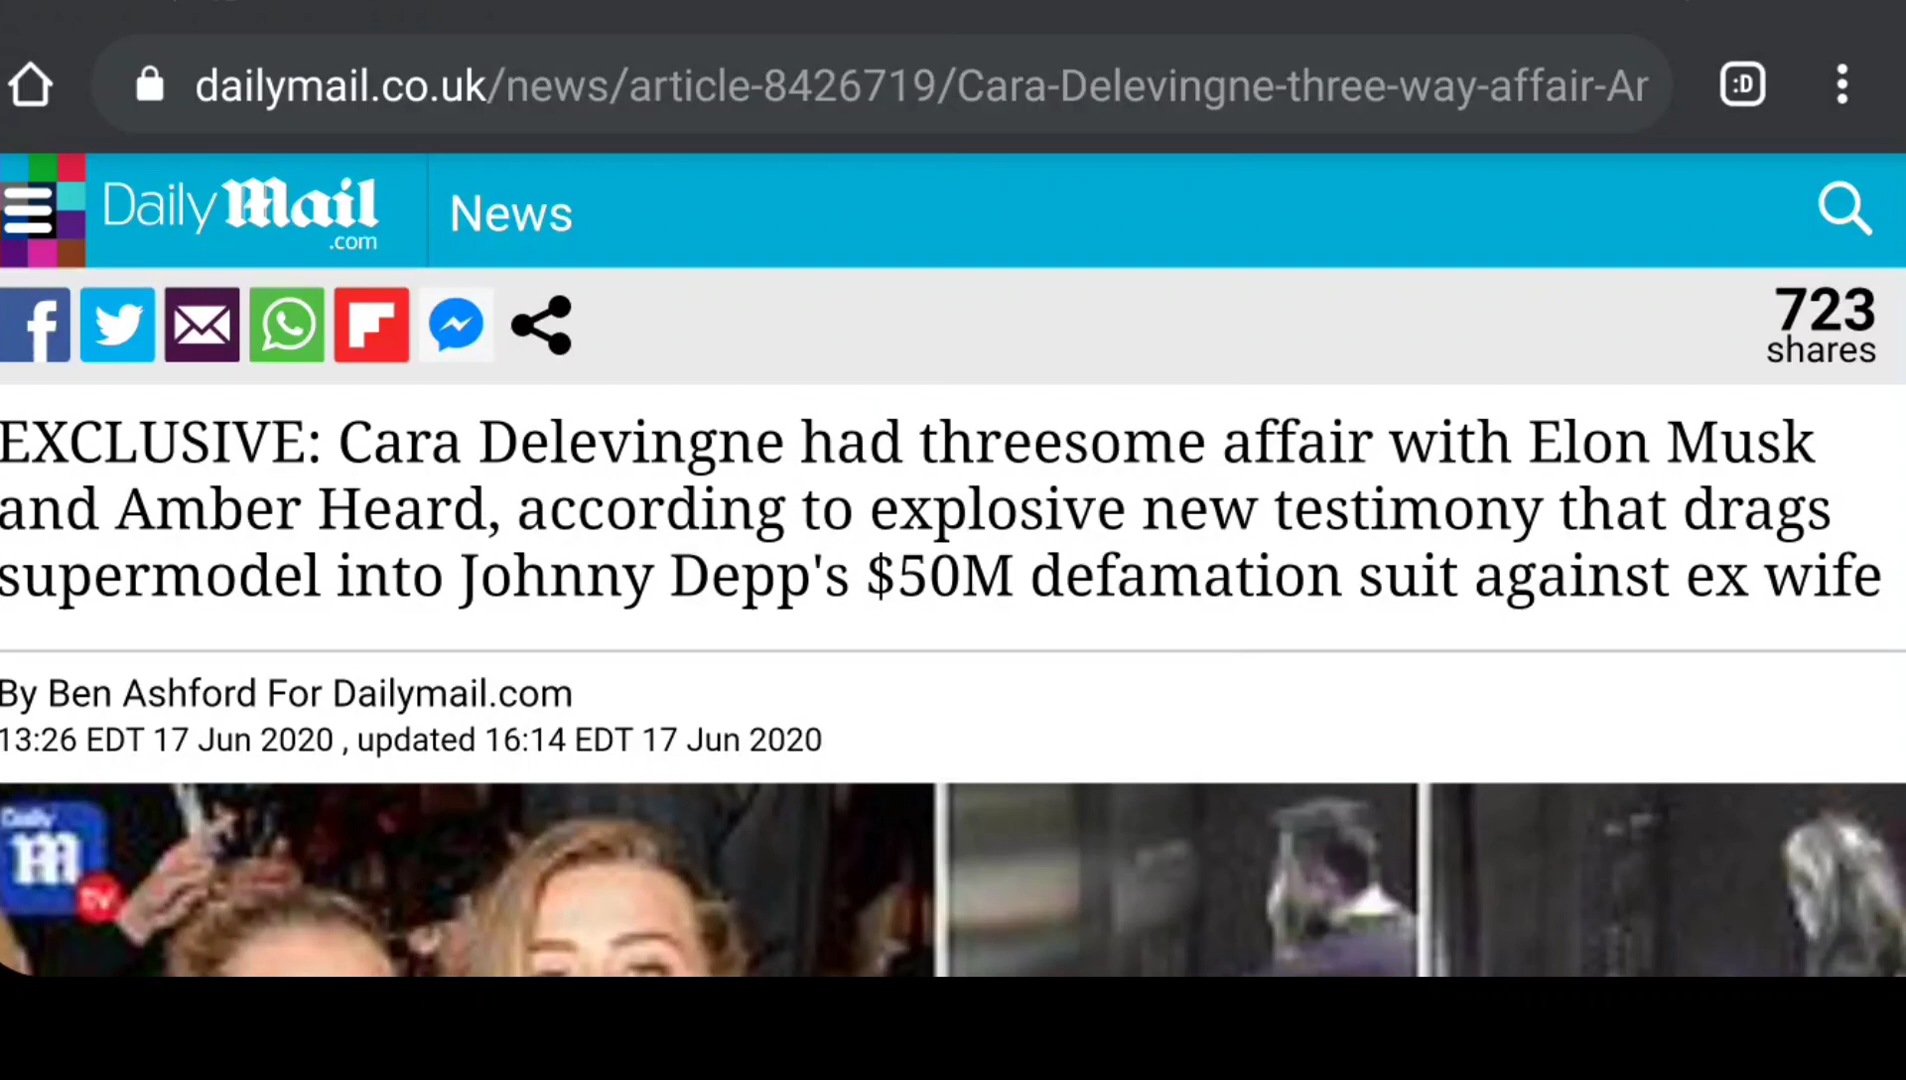 dailymail.co.uk/news/article-8426719/Cara-Delevingne-three-way-affair-Ar
:D
Daily Mail
.com
News
723
shares
EXCLUSIVE: Cara Delevingne had threesome affair with Elon Musk
and Amber Heard, according to explosive new testimony that drags
supermodel into Johnny Depp's $50M defamation suit against ex wife
By Ben Ashford For Dailymail.com
13:26 EDT 17 Jun 2020 , updated 16:14 EDT 17 Jun 2020
Daily
M
TV